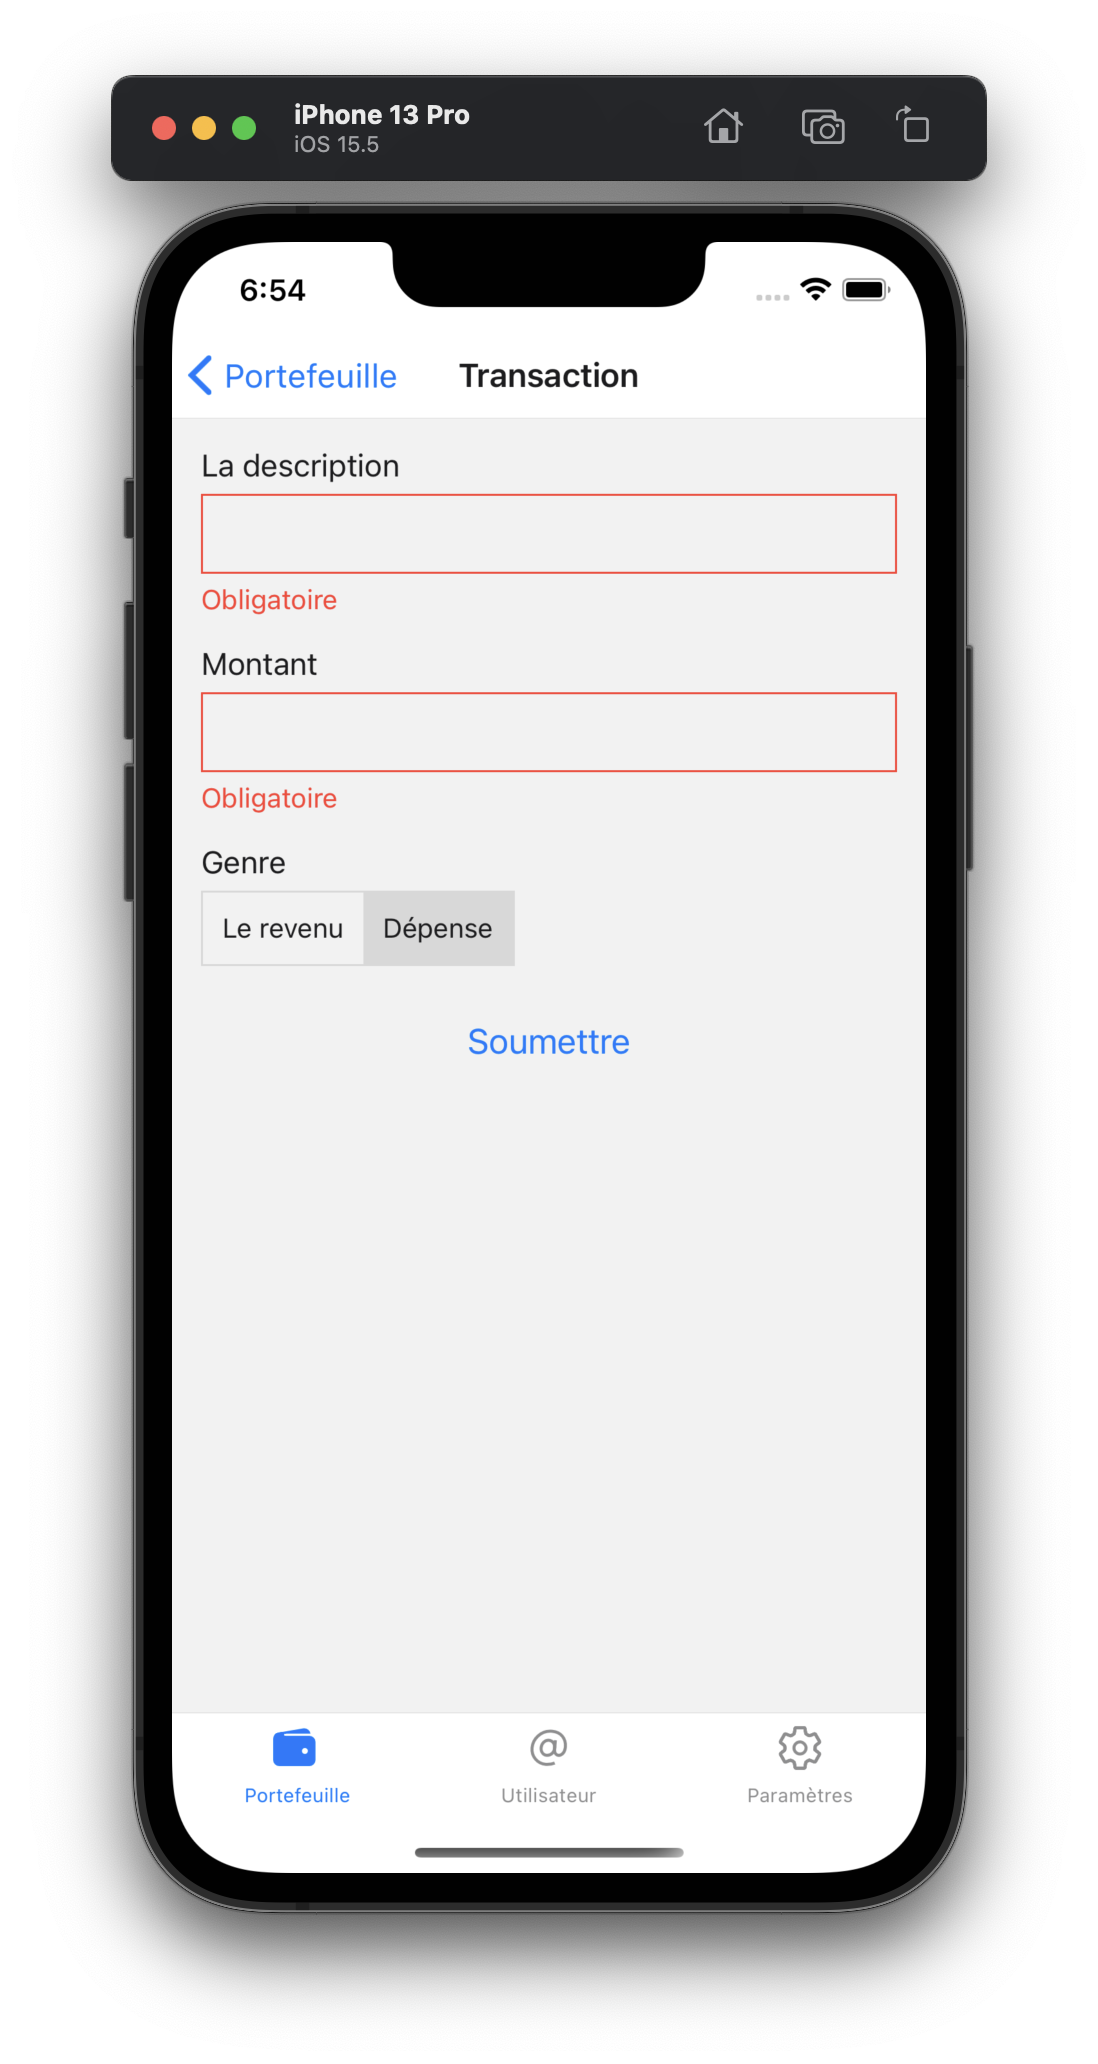 iPhone 13 Pro
iOS 15.5
6:54
Portefeuille
Transaction
La description
Obligatoire
Montant
Obligatoire
Genre
Le revenu
Dépense
Soumettre
Portefeuille
Utilisateur
Paramètres